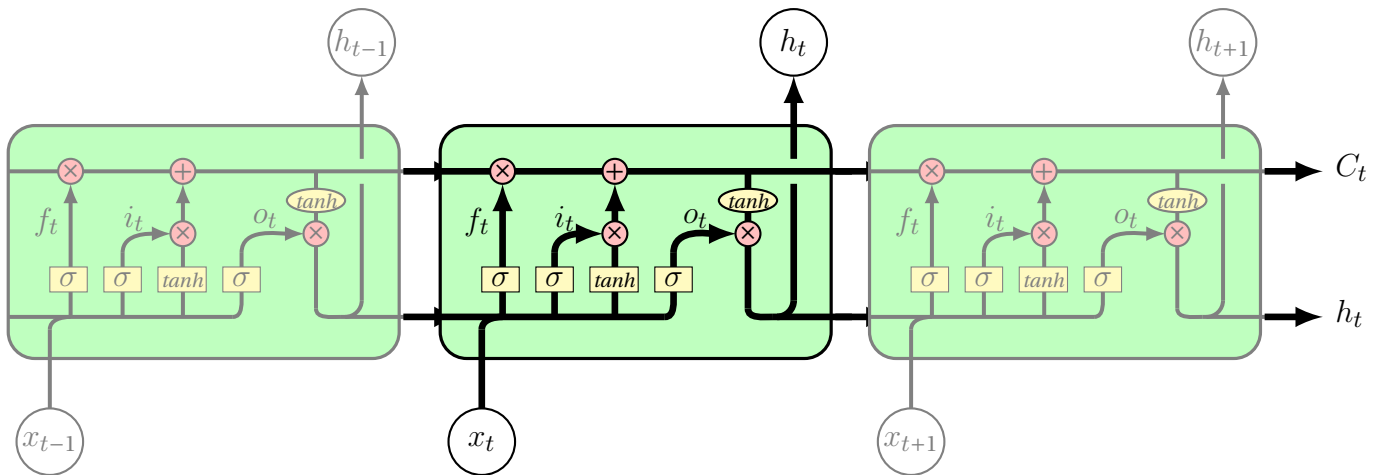 h_{t−1} h_t h_{t+1}
× + tanh × + tanh × + tanh C_t
f_t i_t × o_t × f_t i_t × o_t × f_t i_t × o_t ×
σ σ tanh σ σ σ tanh σ σ σ tanh σ
h_t
x_{t−1} x_t x_{t+1}